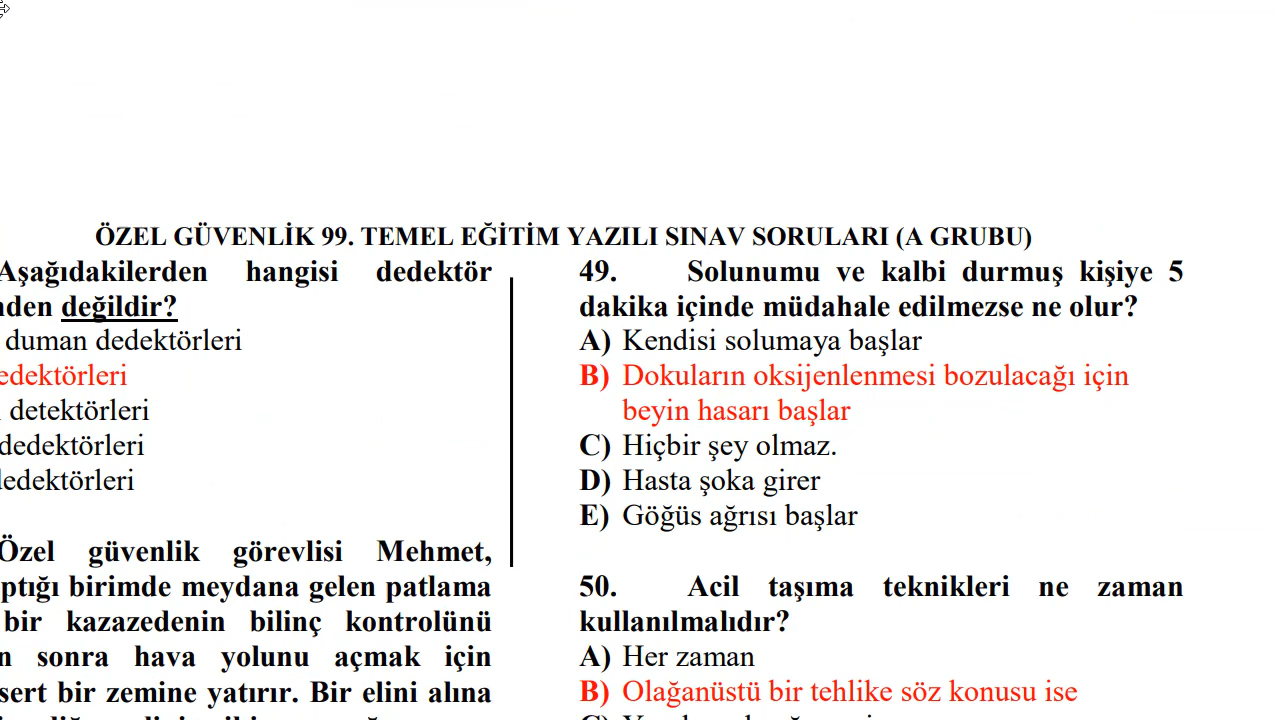 ÖZEL GÜVENLİK 99. TEMEL EĞİTİM YAZILI SINAV SORULARI (A GRUBU)
Aşağıdakilerden hangisi dedektör
değildir?
duman dedektörleri
detektörleri
dedektörleri
Özel güvenlik görevlisi Mehmet,
birimde meydana gelen patlama
bir kazazedenin bilinç kontrolünü
sonra hava yolunu açmak için
sert bir zemine yatırır. Bir elini alına
49. Solunumu ve kalbi durmuş kişiye 5
dakika içinde müdahale edilmezse ne olur?
A) Kendisi solumaya başlar
B) Dokuların oksijenlenmesi bozulacağı için
beyin hasarı başlar
C) Hiçbir şey olmaz.
D) Hasta şoka girer
E) Göğüs ağrısı başlar
50. Acil taşıma teknikleri ne zaman
kullanılmalıdır?
A) Her zaman
B) Olağanüstü bir tehlike söz konusu ise